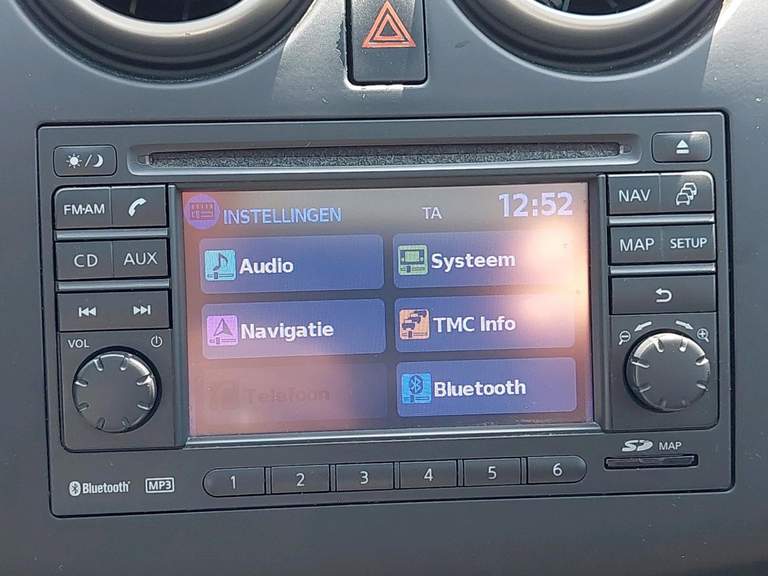 FM·AM
CD AUX
VOL
INSTELLINGEN TA 12:52
Audio Systeem
Navigatie TMC Info
Telefoon Bluetooth
NAV
MAP SETUP
SD MAP
Bluetooth MP3
1 2 3 4 5 6